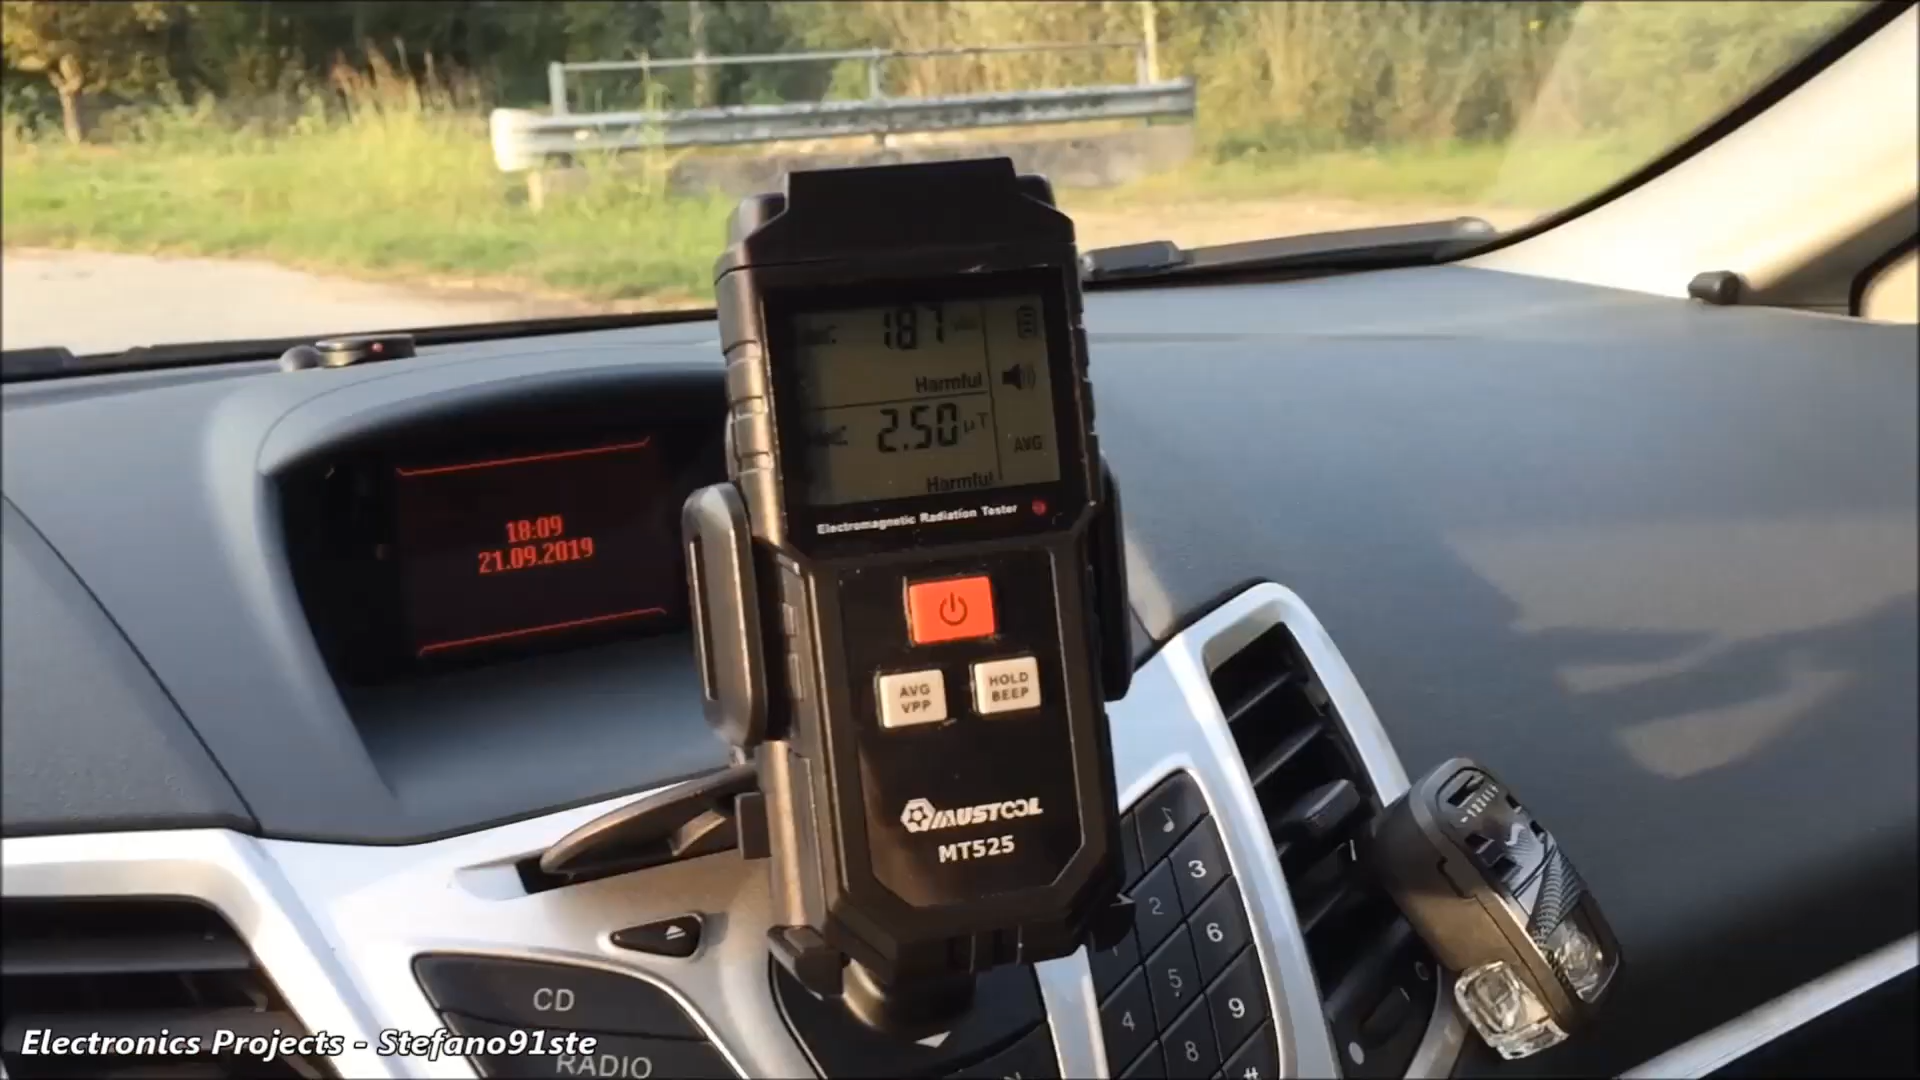 187
Harmful
2.50 µT
AVG
Harmful
Electromagnetic Radiation Tester
18:09
21.09.2019
AVG
VPP
HOLD
BEEP
MUSTOOL
MT525
3
2
6
5
9
4
8
#
CD
RADIO
Electronics Projects - Stefano91ste